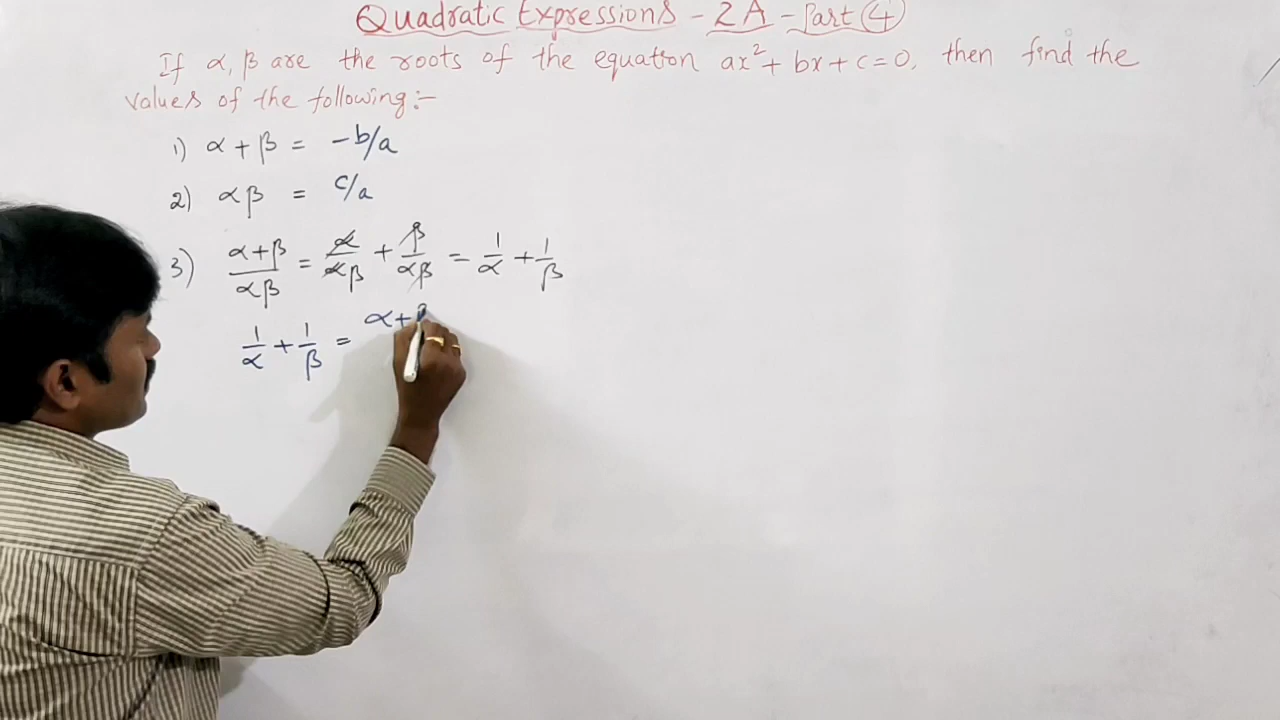 Quadratic Expressions - 2A - Part 4
If α, β are the roots of the equation ax² + bx + c = 0, then find the
values of the following :-
1) α + β = -b/a
2) αβ = c/a
3) (α+β)/(αβ) = α/(αβ) + β/(αβ) = 1/α + 1/β
1/α + 1/β = α+β